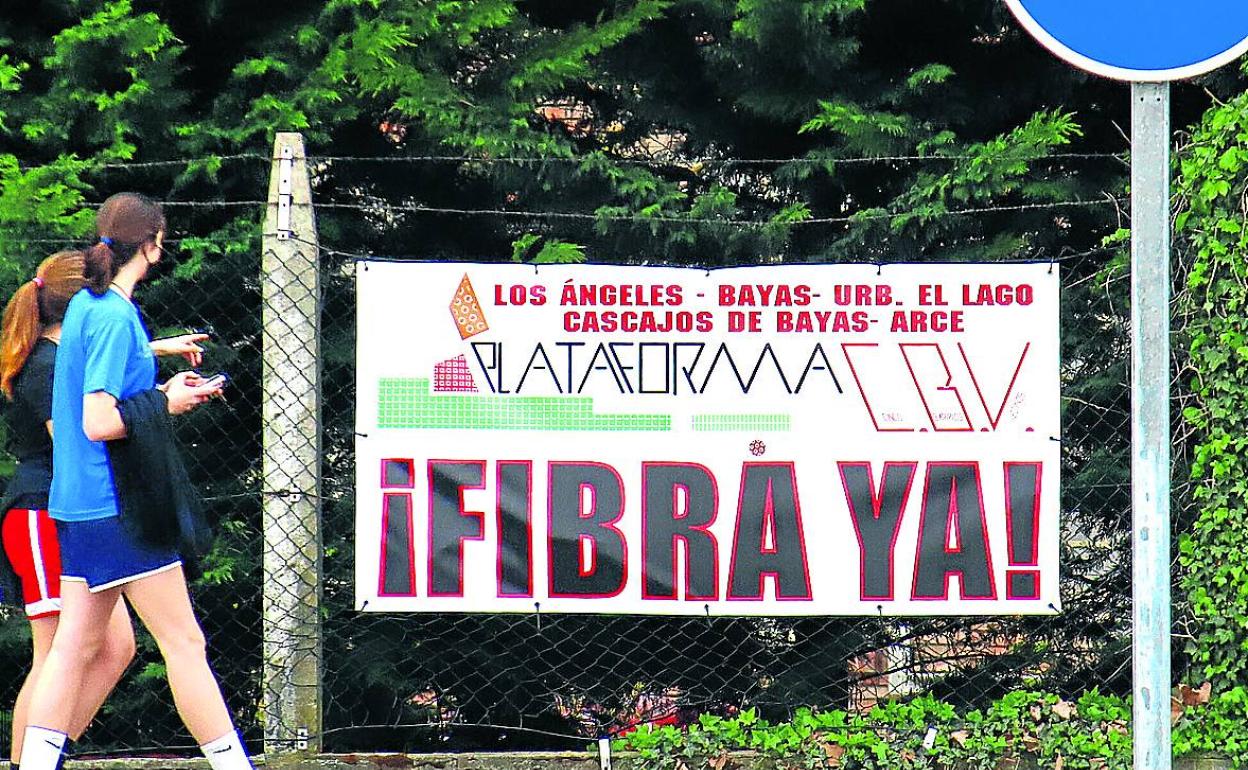 LOS ÁNGELES - BAYAS- URB. EL LAGO
CASCAJOS DE BAYAS- ARCE
PLATAFORMA C.B.V.
¡FIBRA YA!